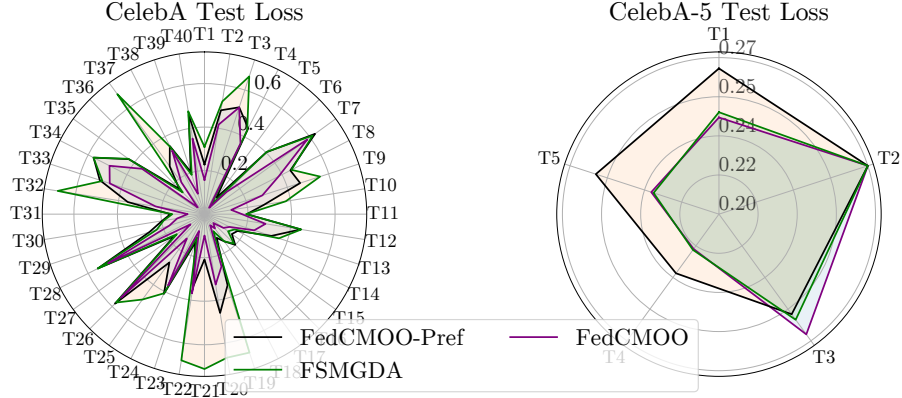 CelebA Test Loss
T1
T2
T3
T4
T5
T6
T7
T8
T9
T10
T11
T12
T13
T14
T15
T17
T18
T19
T20
T21
T22
T23
T24
T25
T26
T27
T28
T29
T30
T31
T32
T33
T34
T35
T36
T37
T38
T39
T40
0.2
0.4
0.6
CelebA-5 Test Loss
T1
T2
T3
T4
T5
0.20
0.22
0.24
0.25
0.27
FedCMOO-Pref
FSMGDA
FedCMOO